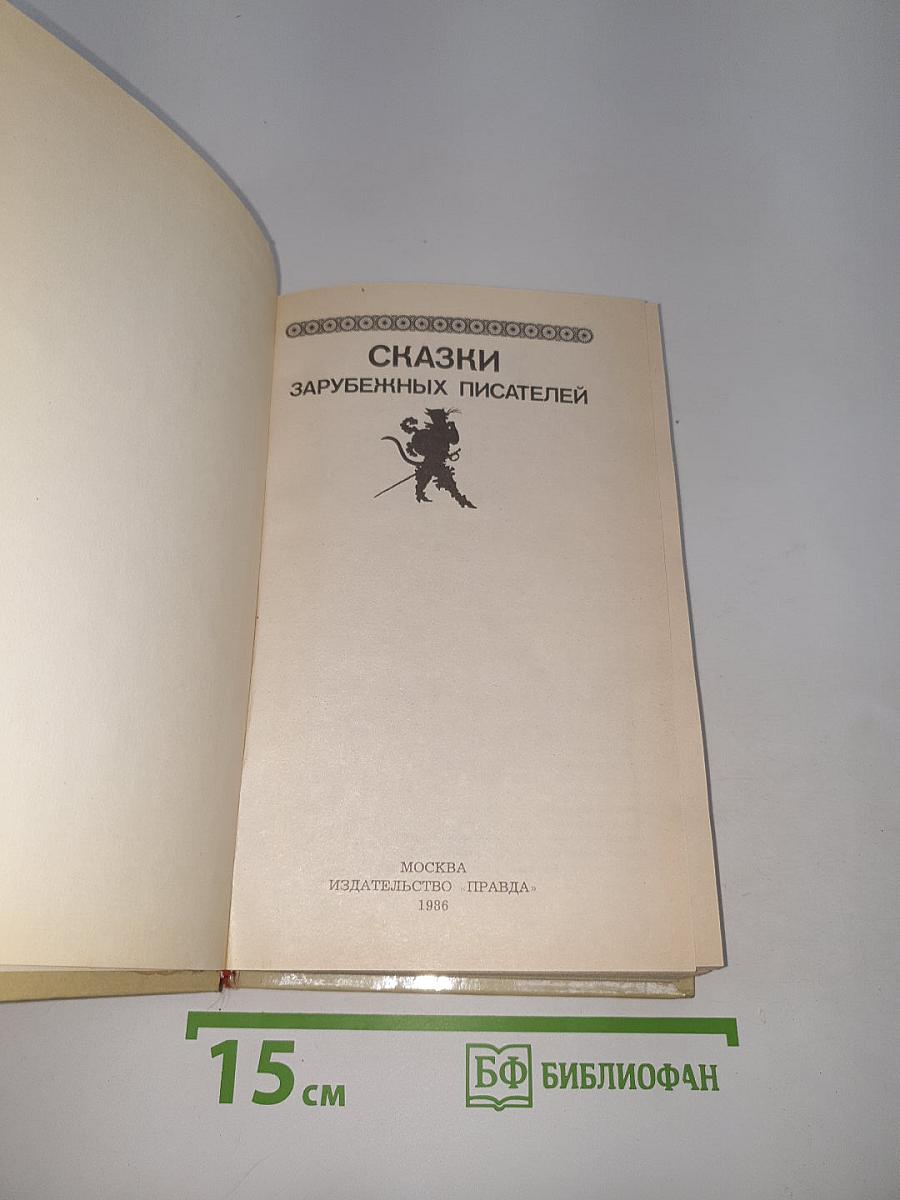 СКАЗКИ
ЗАРУБЕЖНЫХ ПИСАТЕЛЕЙ
МОСКВА
ИЗДАТЕЛЬСТВО «ПРАВДА»
1986
15 см
БФ БИБЛИОФАН